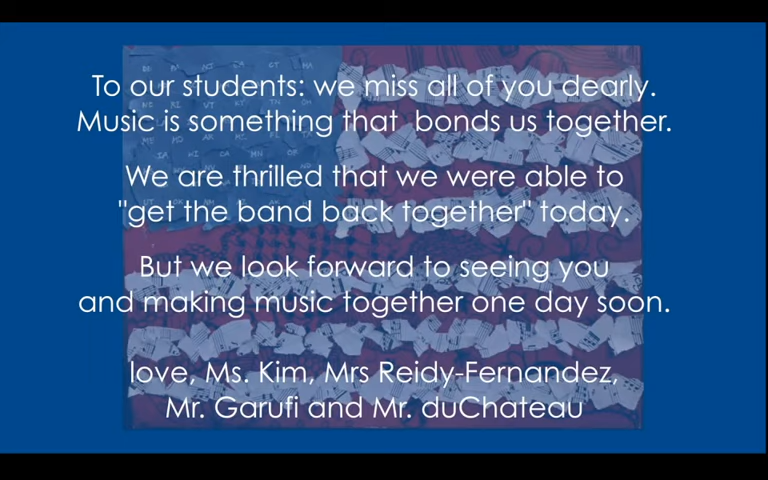 To our students: we miss all of you dearly.
Music is something that bonds us together.
We are thrilled that we were able to
"get the band back together" today.
But we look forward to seeing you
and making music together one day soon.
love, Ms. Kim, Mrs Reidy-Fernandez,
Mr. Garufi and Mr. duChateau